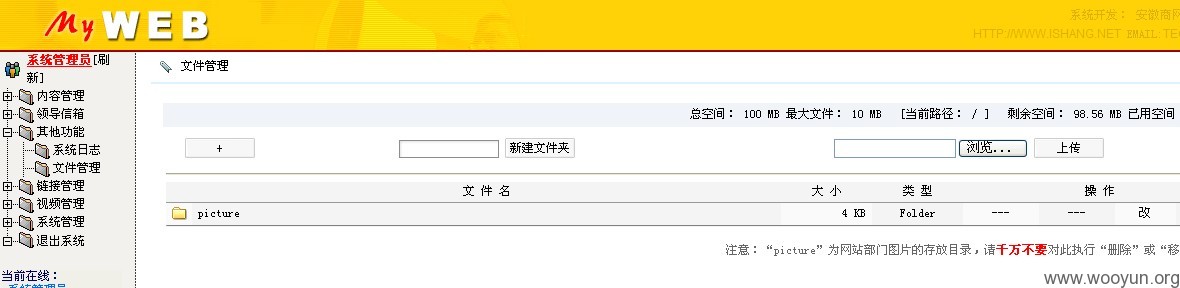 My WEB
系统开发： 安徽商网
HTTP://WWW.ISHANG.NET EMAIL TE
系统管理员[刷
新]
内容管理
领导信箱
其他功能
系统日志
文件管理
链接管理
视频管理
系统管理
退出系统
当前在线：
系统管理员
文件管理
总空间： 100 MB 最大文件： 10 MB [当前路径： / ] 剩余空间： 98.56 MB 已用空间
+ 新建文件夹 浏览... 上传
文 件 名 大 小 类 型 操 作
picture 4 KB Folder --- --- 改
注意：“picture”为网站部门图片的存放目录，请千万不要对此执行“删除”或“移
www.wooyun.org